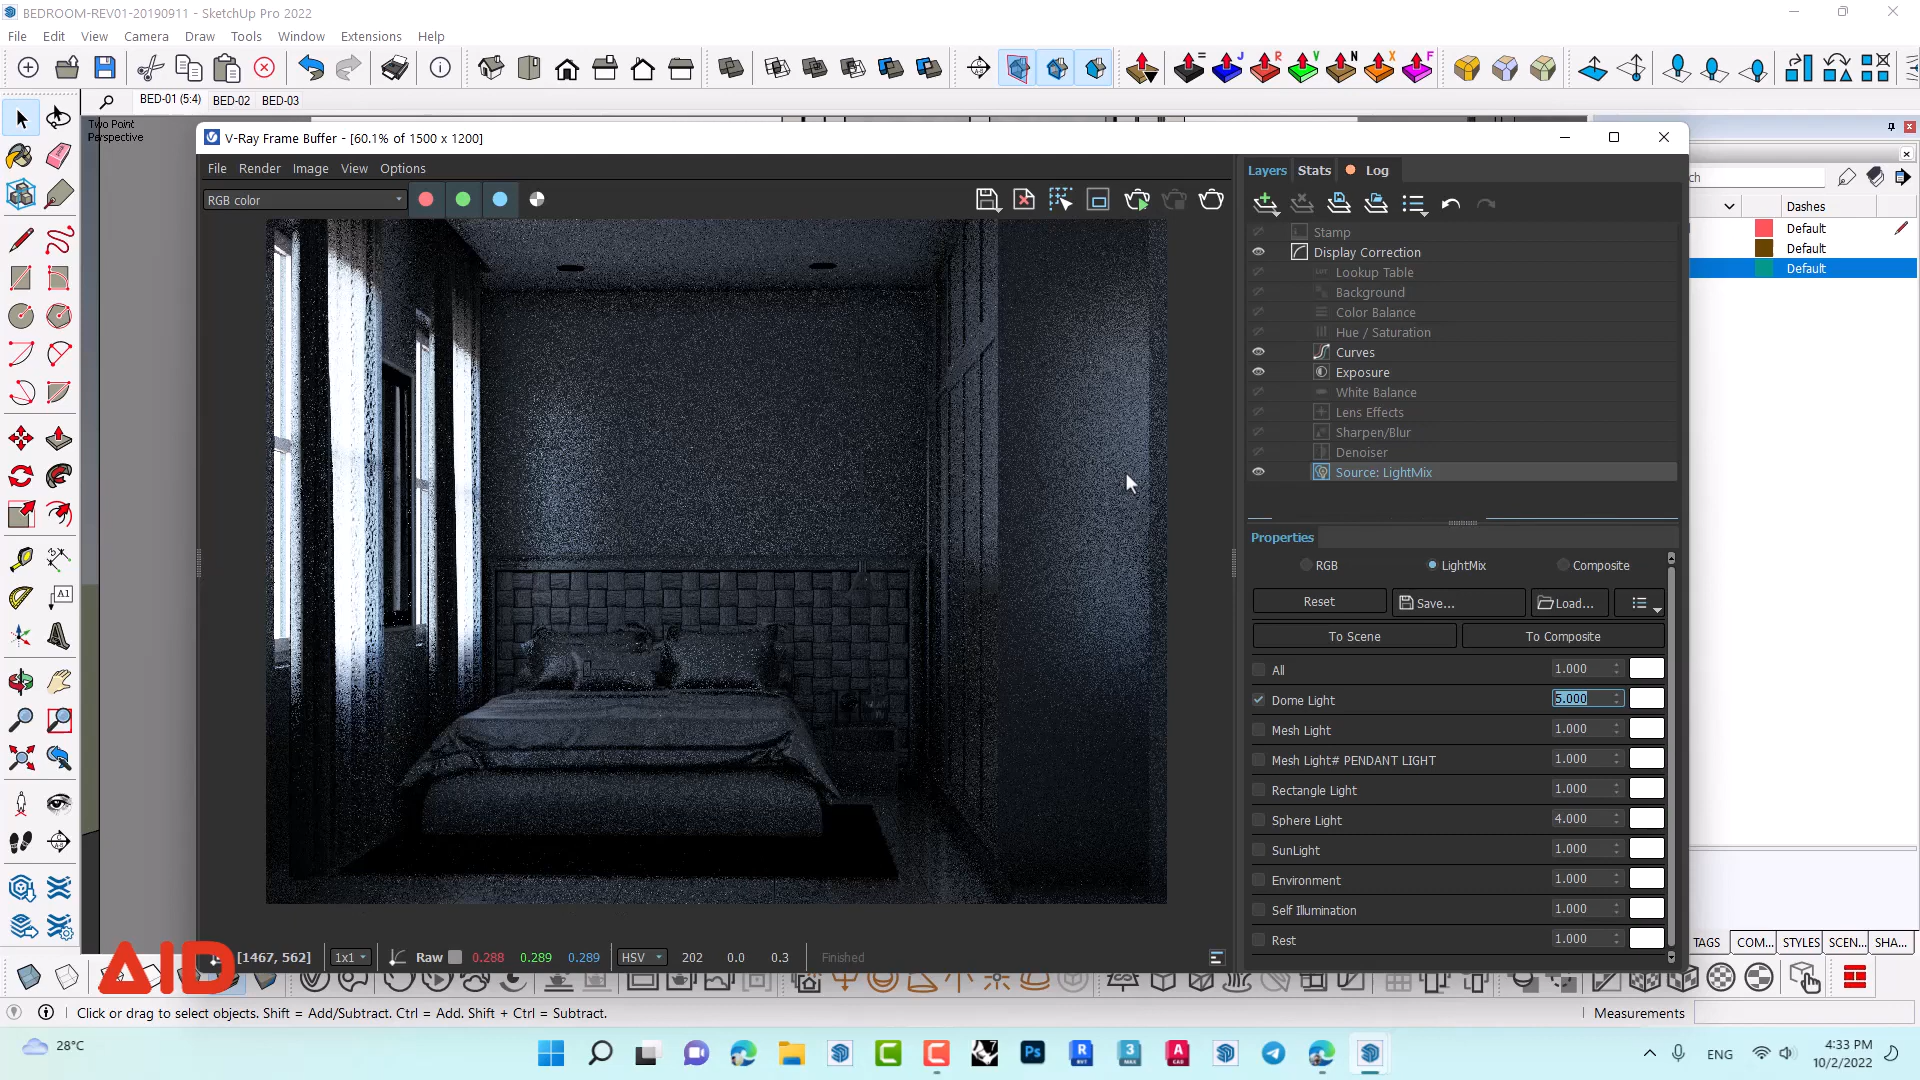 BEDROOM-REV01-20190911 - SketchUp Pro 2022
File Edit View Camera Draw Tools Window Extensions Help
BED-01 (5:4) BED-02 BED-03
Two Point
Perspective
V-Ray Frame Buffer - [60.1% of 1500 x 1200]
File Render Image View Options
RGB color
Layers Stats Log
Stamp
Display Correction
Lookup Table
Background
Color Balance
Hue / Saturation
Curves
Exposure
White Balance
Lens Effects
Sharpen/Blur
Denoiser
Source: LightMix
Properties
RGB LightMix Composite
Reset Save... Load...
To Scene To Composite
All 1.000
Dome Light 5.000
Mesh Light 1.000
Mesh Light# PENDANT LIGHT 1.000
Rectangle Light 1.000
Sphere Light 4.000
SunLight 1.000
Environment 1.000
Self Illumination 1.000
Rest 1.000
[1467, 562] 1x1 Raw 0.288 0.289 0.289 HSV 202 0.0 0.3 Finished
ch
Dashes
Default
Default
Default
TAGS COM... STYLES SCEN... SHA...
AID
A1
Click or drag to select objects. Shift = Add/Subtract. Ctrl = Add. Shift + Ctrl = Subtract.
Measurements
28°C
ENG
4:33 PM
10/2/2022